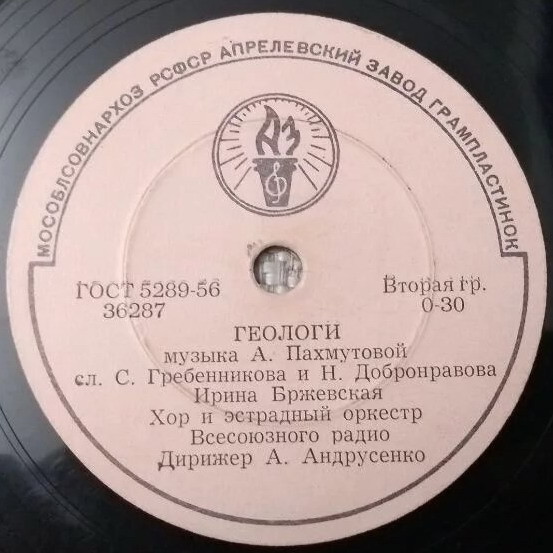 МОСОБЛСОВНАРХОЗ РСФСР АПРЕЛЕВСКИЙ ЗАВОД ГРАМПЛАСТИНОК
АЗ
ГОСТ 5289-56
36287
Вторая гр.
0-30
ГЕОЛОГИ
музыка А. Пахмутовой
сл. С. Гребенникова и Н. Добронравова
Ирина Бржевская
Хор и эстрадный оркестр
Всесоюзного радио
Дирижер А. Андрусенко